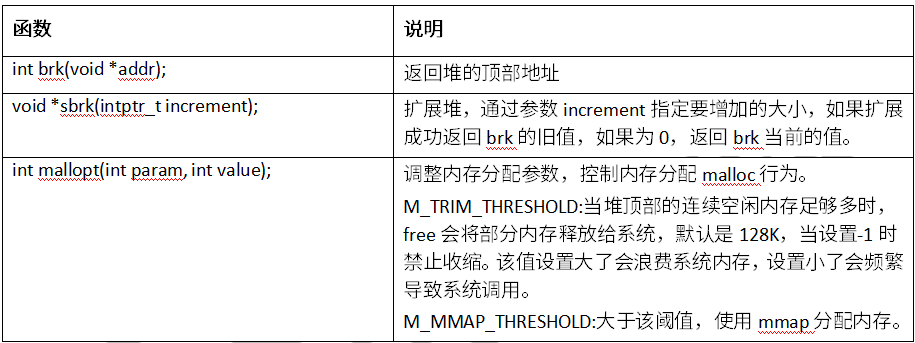 函数
说明
int brk(void *addr);
返回堆的顶部地址
void *sbrk(intptr_t increment);
扩展堆，通过参数 increment 指定要增加的大小，如果扩展
成功返回 brk 的旧值，如果为 0，返回 brk 当前的值。
int mallopt(int param, int value);
调整内存分配参数，控制内存分配 malloc 行为。
M_TRIM_THRESHOLD:当堆顶部的连续空闲内存足够多时，
free 会将部分内存释放给系统，默认是 128K，当设置-1 时
禁止收缩。该值设置大了会浪费系统内存，设置小了会频繁
导致系统调用。
M_MMAP_THRESHOLD:大于该阈值，使用 mmap 分配内存。